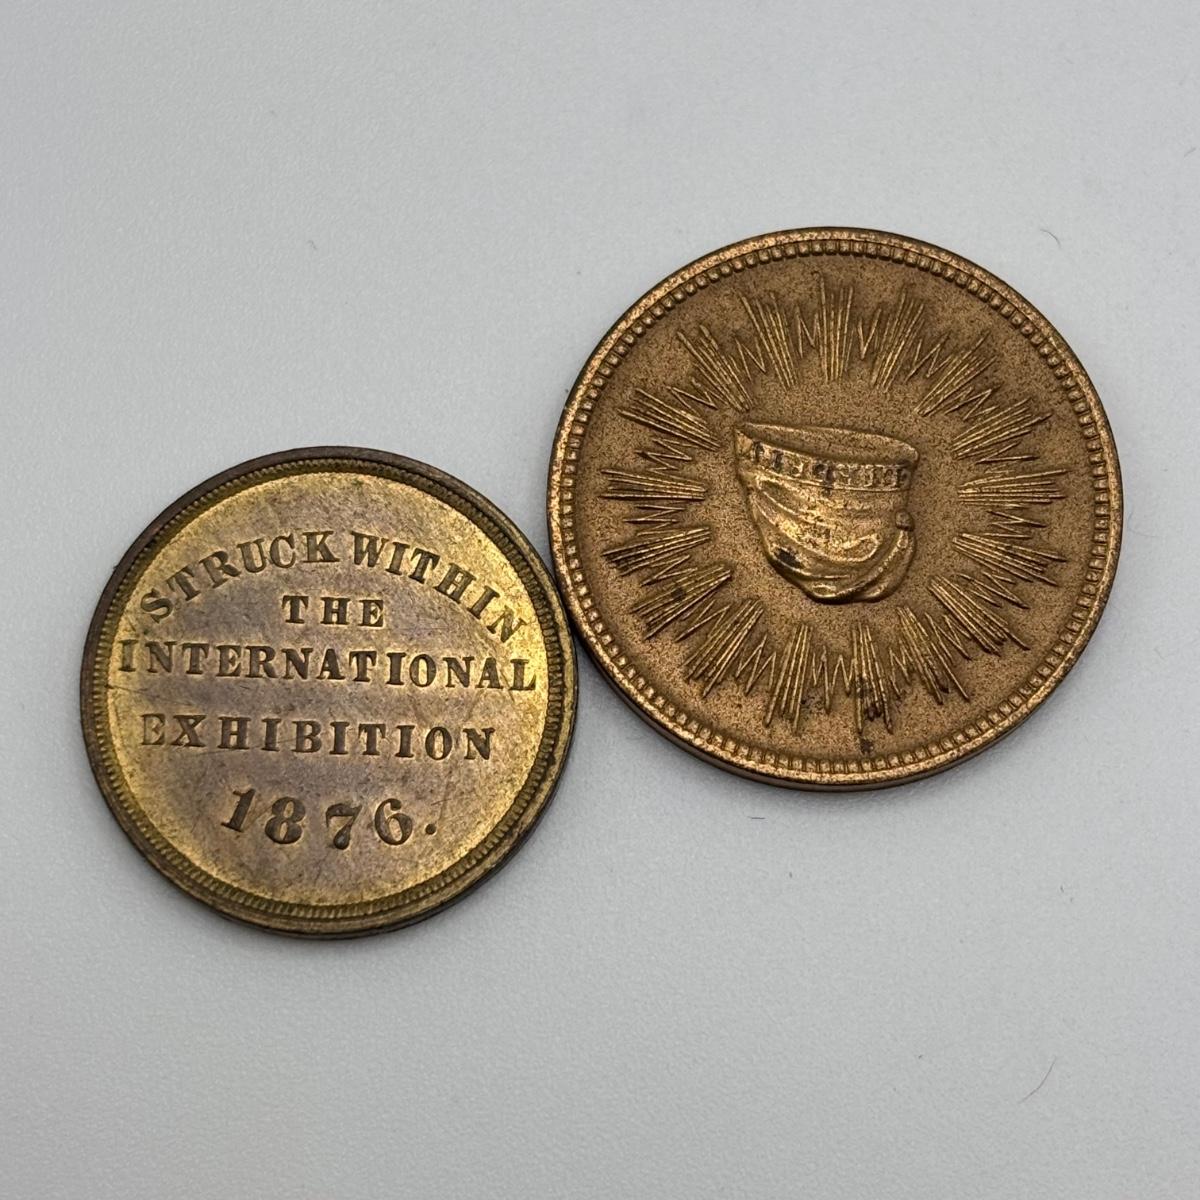 STRUCK WITHIN
THE
INTERNATIONAL
EXHIBITION
1876.